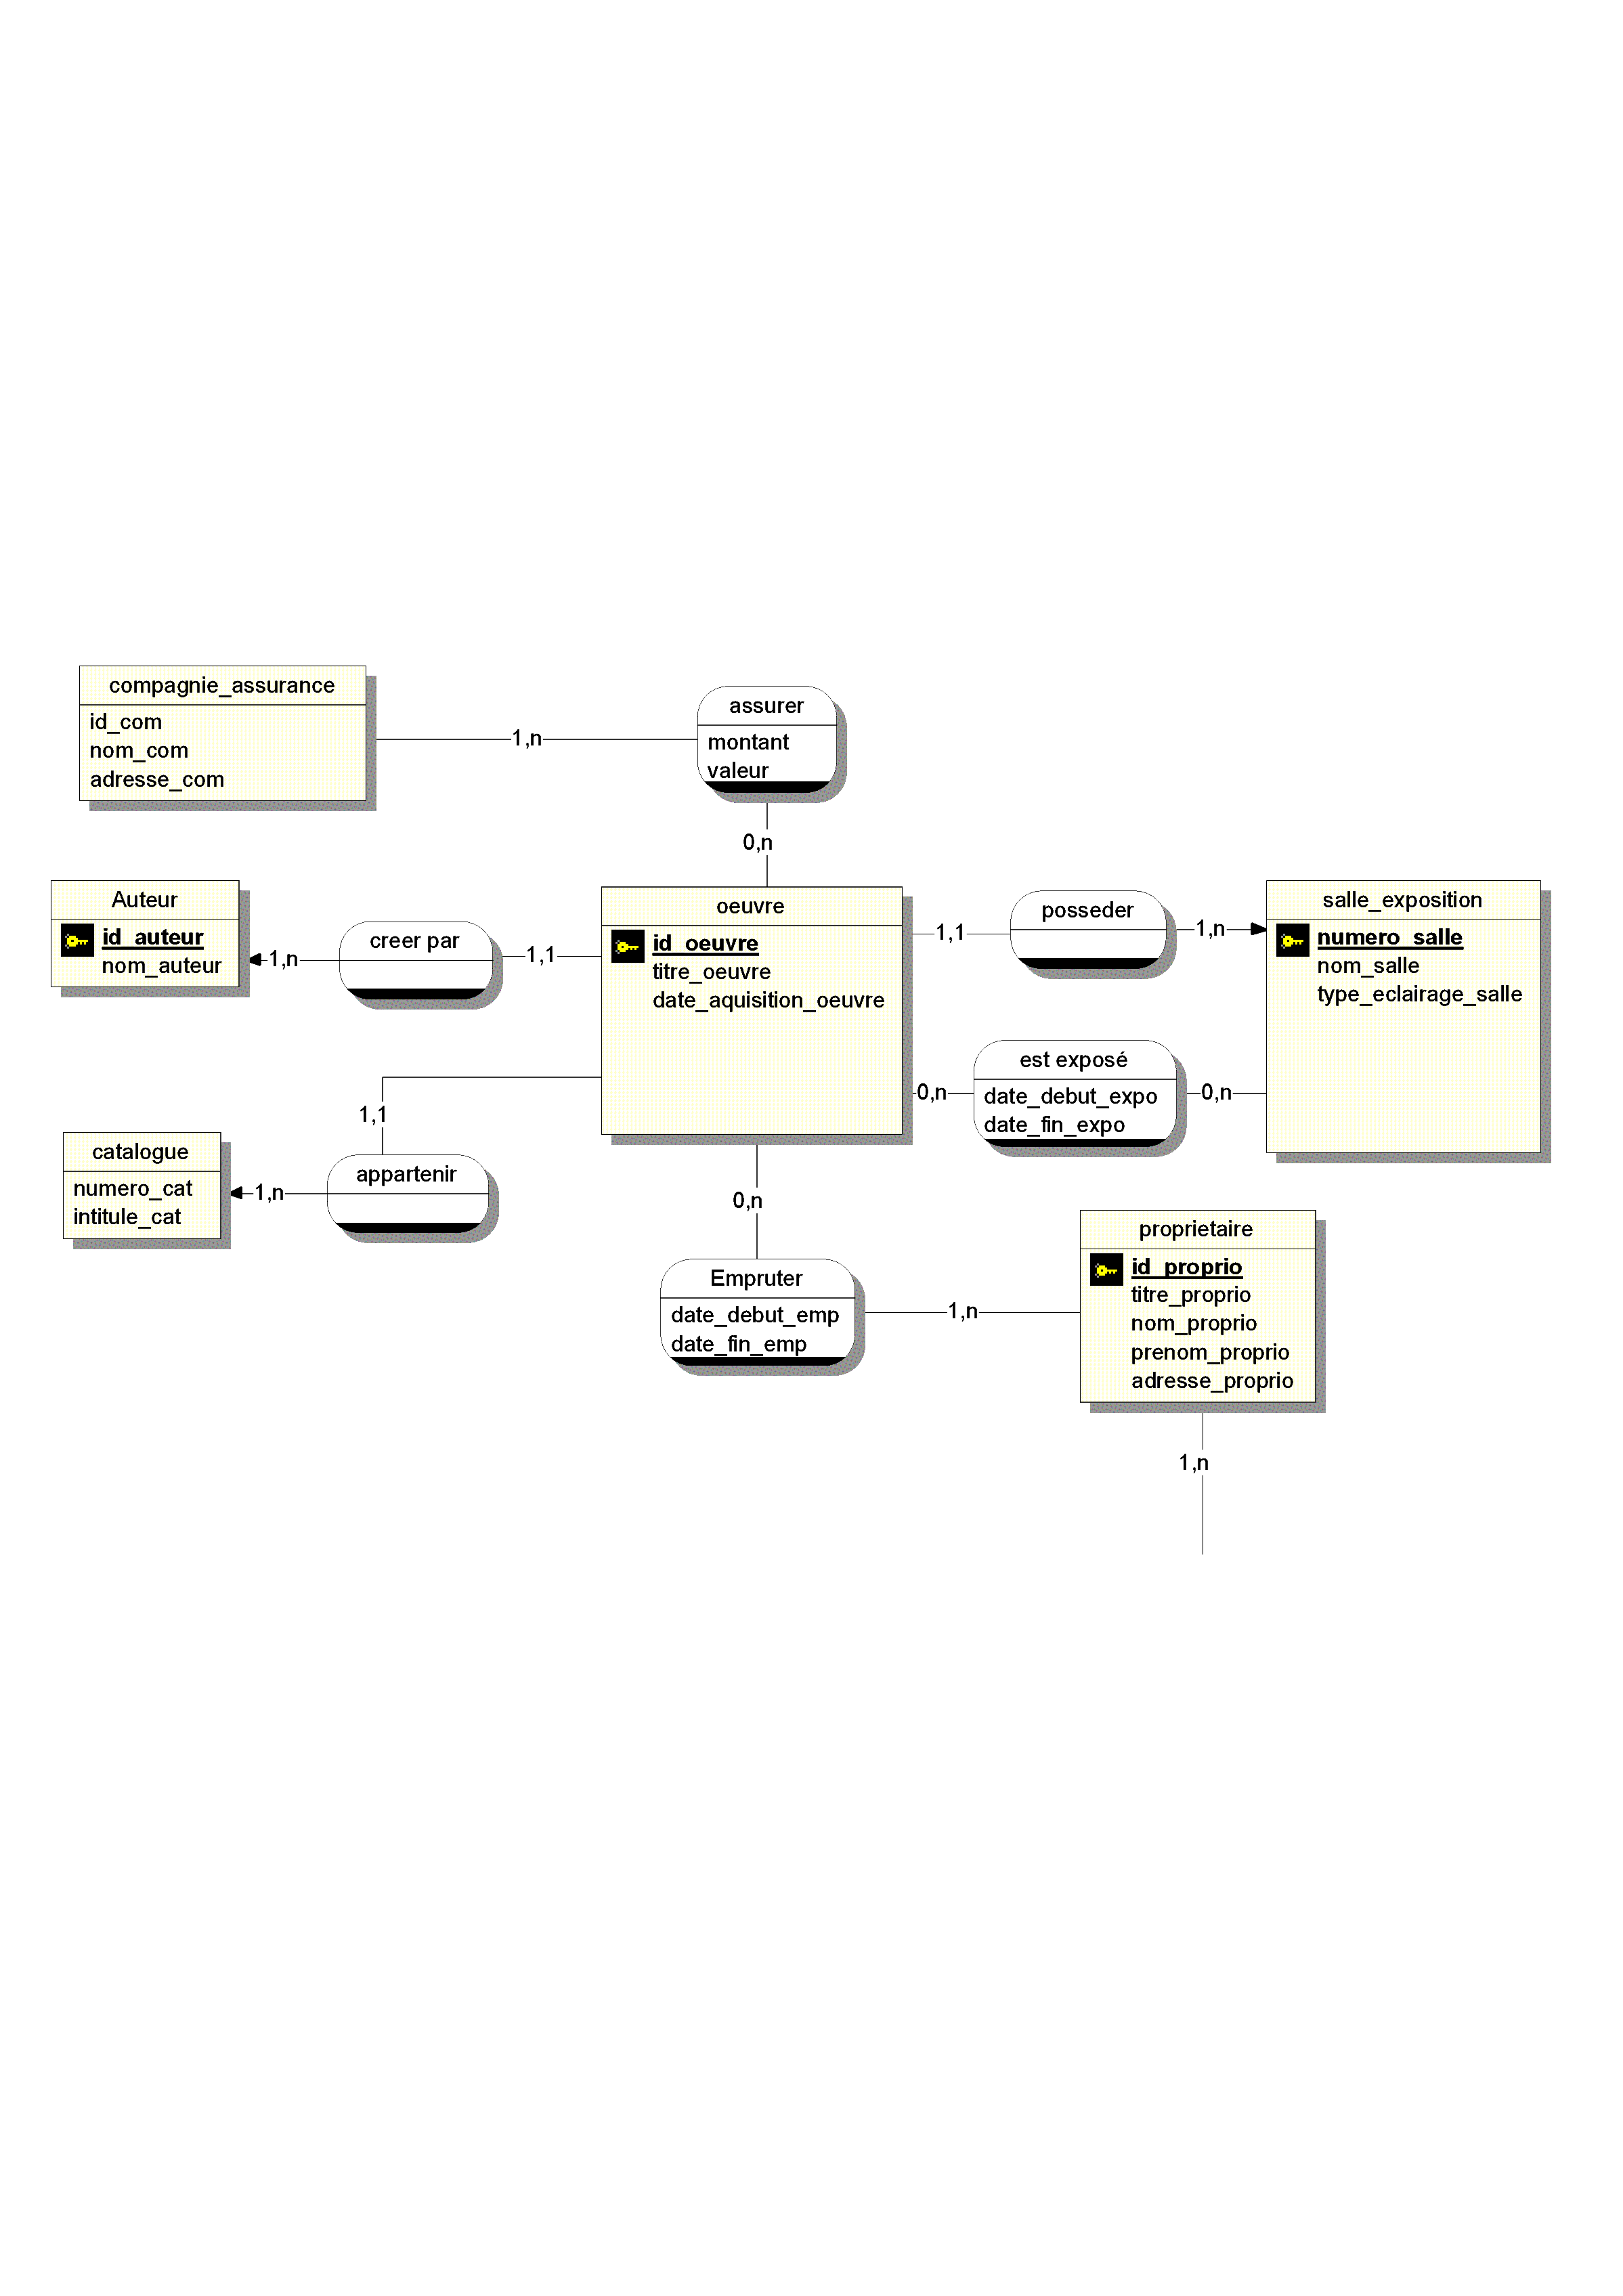 compagnie_assurance
id_com
nom_com
adresse_com
1,n
assurer
montant
valeur
0,n
Auteur
id_auteur
nom_auteur
1,n
creer par
1,1
oeuvre
id_oeuvre
titre_oeuvre
date_aquisition_oeuvre
1,1
posseder
1,n
salle_exposition
numero_salle
nom_salle
type_eclairage_salle
0,n
est exposé
date_debut_expo
date_fin_expo
0,n
1,1
catalogue
numero_cat
intitule_cat
1,n
appartenir
0,n
Empruter
date_debut_emp
date_fin_emp
1,n
proprietaire
id_proprio
titre_proprio
nom_proprio
prenom_proprio
adresse_proprio
1,n